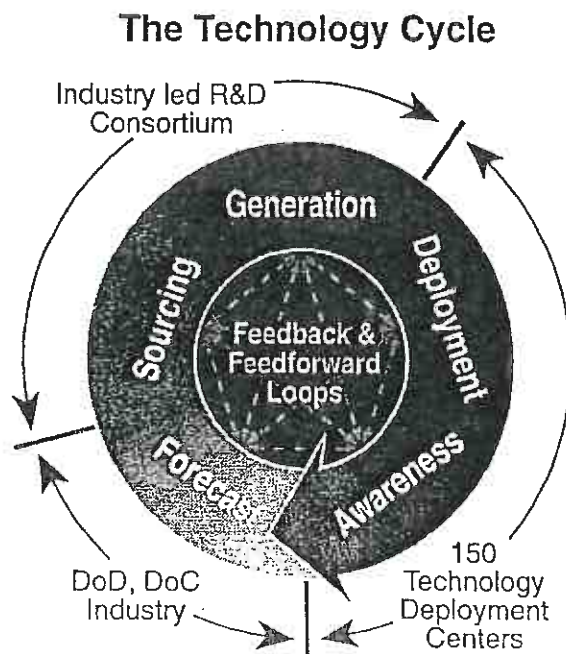 The Technology Cycle
Industry led R&D
Consortium
Generation
Deployment
Sourcing
Feedback &
Feedforward
Loops
Forecast
Awareness
DoD, DoC
Industry
150
Technology
Deployment
Centers